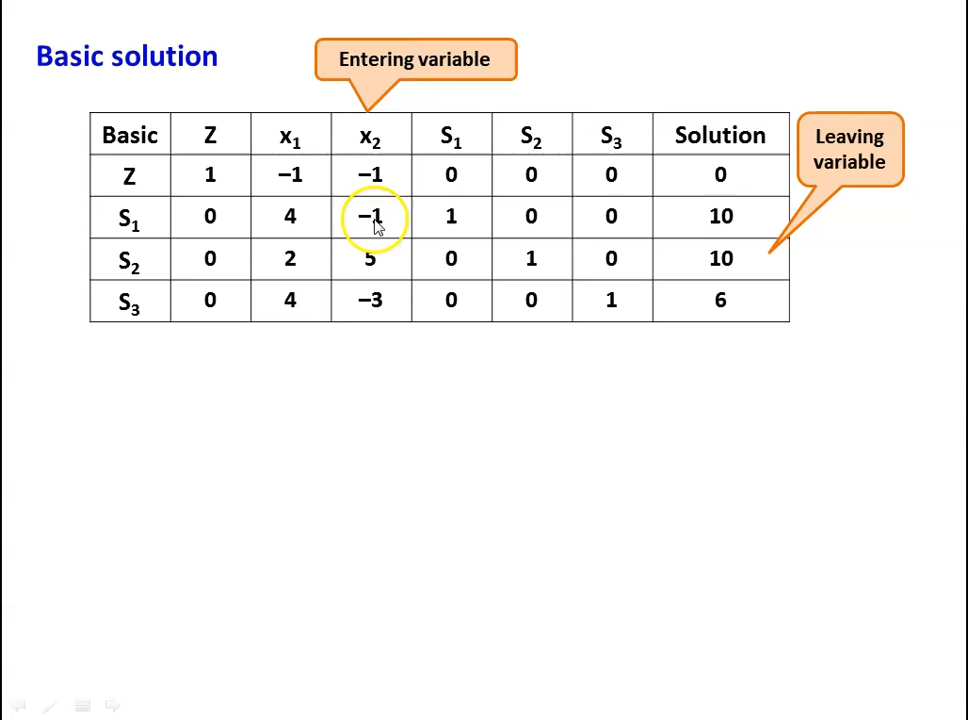 Basic solution
Entering variable
Leaving
variable
Basic Z x₁ x₂ S₁ S₂ S₃ Solution
Z 1 –1 –1 0 0 0 0
S₁ 0 4 –1 1 0 0 10
S₂ 0 2 5 0 1 0 10
S₃ 0 4 –3 0 0 1 6